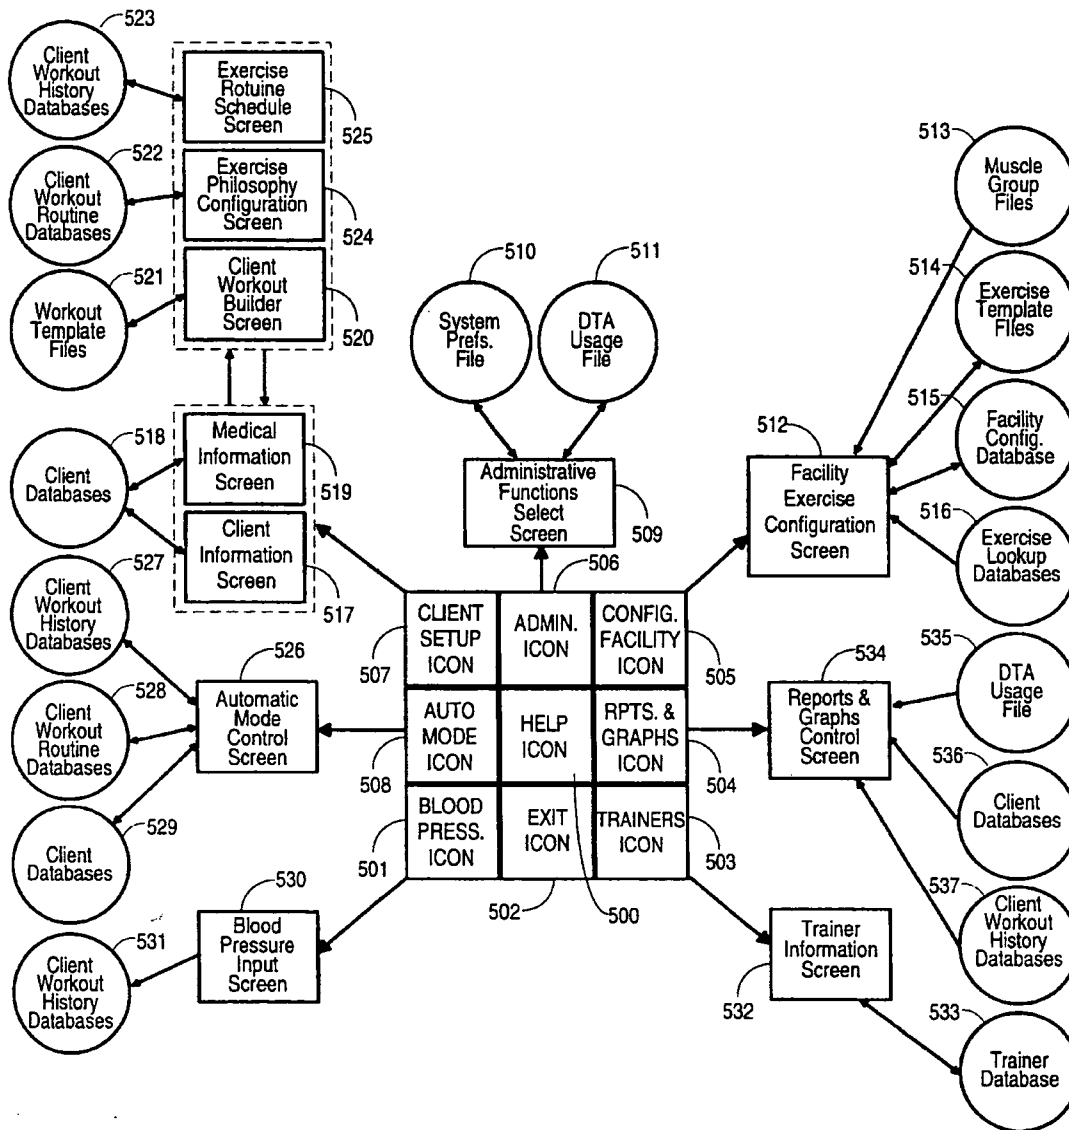 523
Client
Workout
History
Databases
Exercise
Rotuine
Schedule
Screen
525
522
Client
Workout
Routine
Databases
Exercise
Philosophy
Configuration
Screen
524
521
Workout
Template
Files
Client
Workout
Builder
Screen
520
510
System
Prefs.
File
511
DTA
Usage
File
513
Muscle
Group
Files
514
Exercise
Template
Files
515
Facility
Config.
Database
516
Exercise
Lookup
Databases
512
Facility
Exercise
Configuration
Screen
518
Client
Databases
Medical
Information
Screen
519
Client
Information
Screen
517
Administrative
Functions
Select
Screen
509
506
527
Client
Workout
History
Databases
526
Automatic
Mode
Control
Screen
528
Client
Workout
Routine
Databases
Client
Databases
529
CLIENT
SETUP
ICON
507
ADMIN.
ICON
CONFIG.
FACILITY
ICON
505
AUTO
MODE
ICON
508
HELP
ICON
RPTS. &
GRAPHS
ICON
504
BLOOD
PRESS.
ICON
501
EXIT
ICON
TRAINERS
ICON
503
502
500
534
Reports &
Graphs
Control
Screen
535
DTA
Usage
File
536
Client
Databases
537
Client
Workout
History
Databases
530
Blood
Pressure
Input
Screen
531
Client
Workout
History
Databases
Trainer
Information
Screen
532
533
Trainer
Database